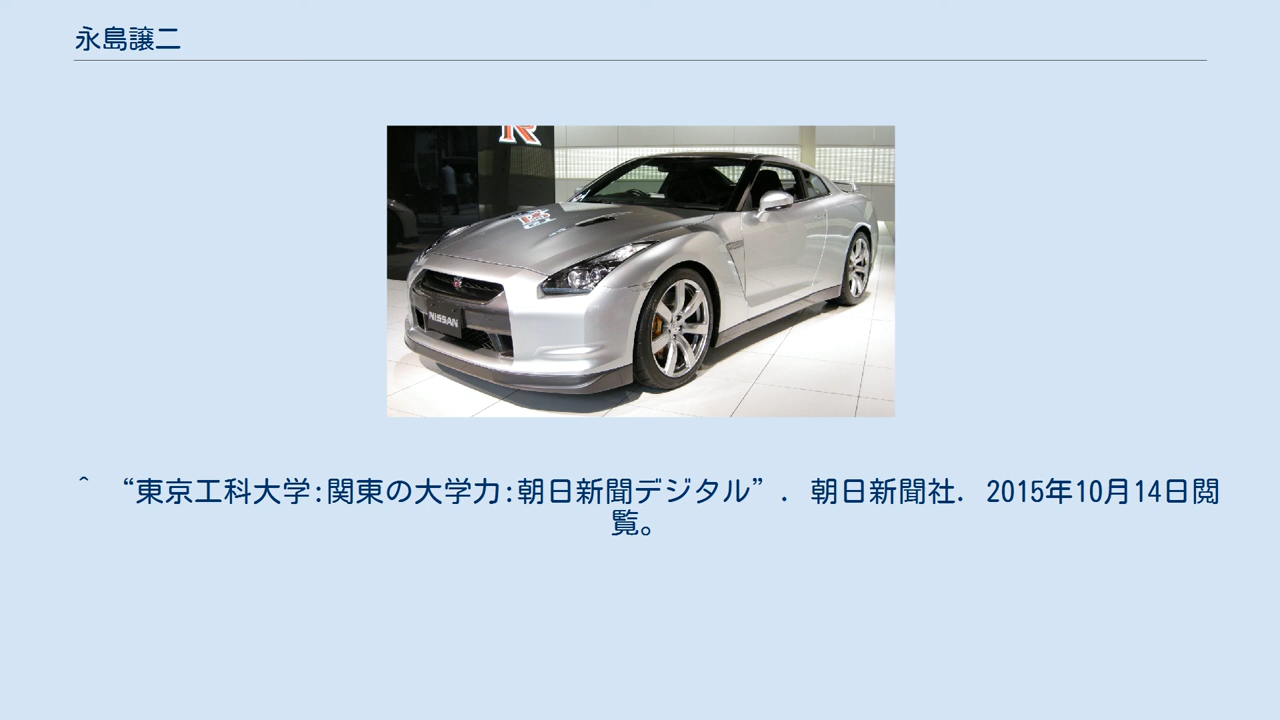 永島譲二
R
NISSAN
^ “東京工科大学:関東の大学力:朝日新聞デジタル”. 朝日新聞社. 2015年10月14日閲
覧。